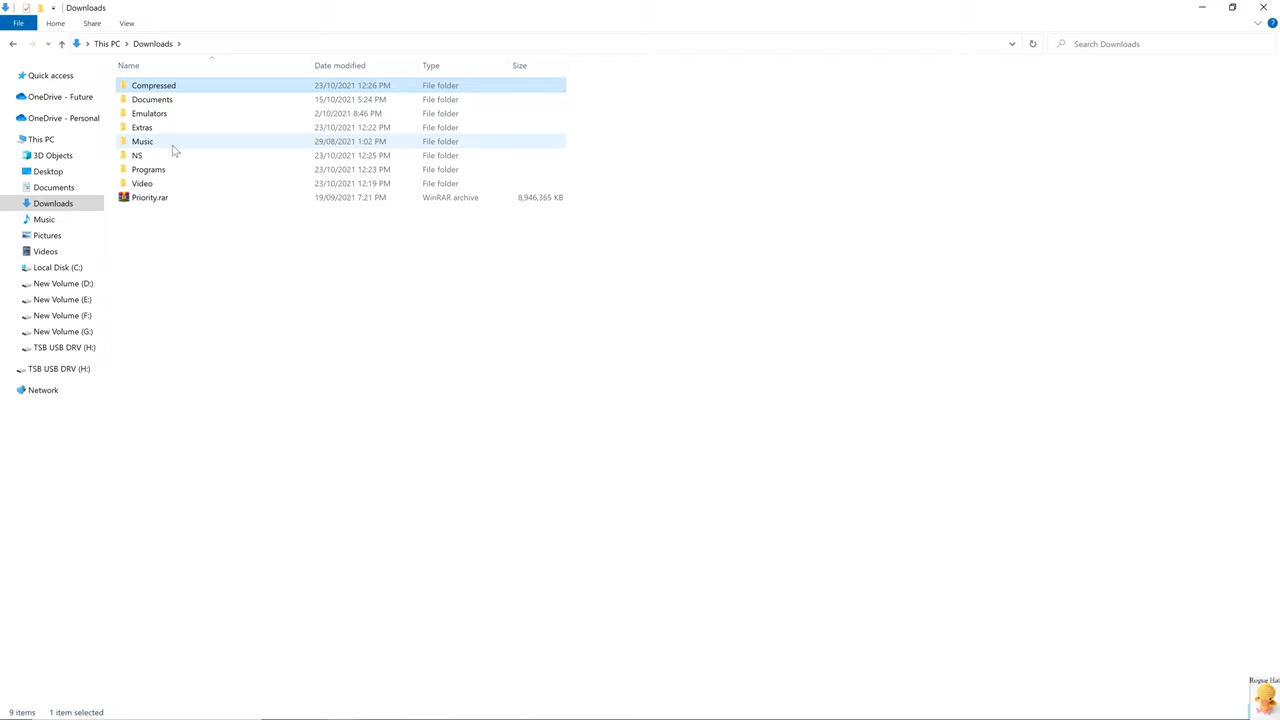 Downloads
File Home Share View
This PC Downloads
Search Downloads
Name Date modified Type Size
Quick access
OneDrive - Future
OneDrive - Personal
This PC
3D Objects
Desktop
Documents
Downloads
Music
Pictures
Videos
Local Disk (C:)
New Volume (D:)
New Volume (E:)
New Volume (F:)
New Volume (G:)
TSB USB DRV (H:)
TSB USB DRV (H:)
Network
Compressed 23/10/2021 12:26 PM File folder
Documents 15/10/2021 5:24 PM File folder
Emulators 2/10/2021 8:46 PM File folder
Extras 23/10/2021 12:22 PM File folder
Music 29/08/2021 1:02 PM File folder
NS 23/10/2021 12:25 PM File folder
Programs 23/10/2021 12:23 PM File folder
Video 23/10/2021 12:19 PM File folder
Priority.rar 19/09/2021 7:21 PM WinRAR archive 8,946,365 KB
9 items 1 item selected